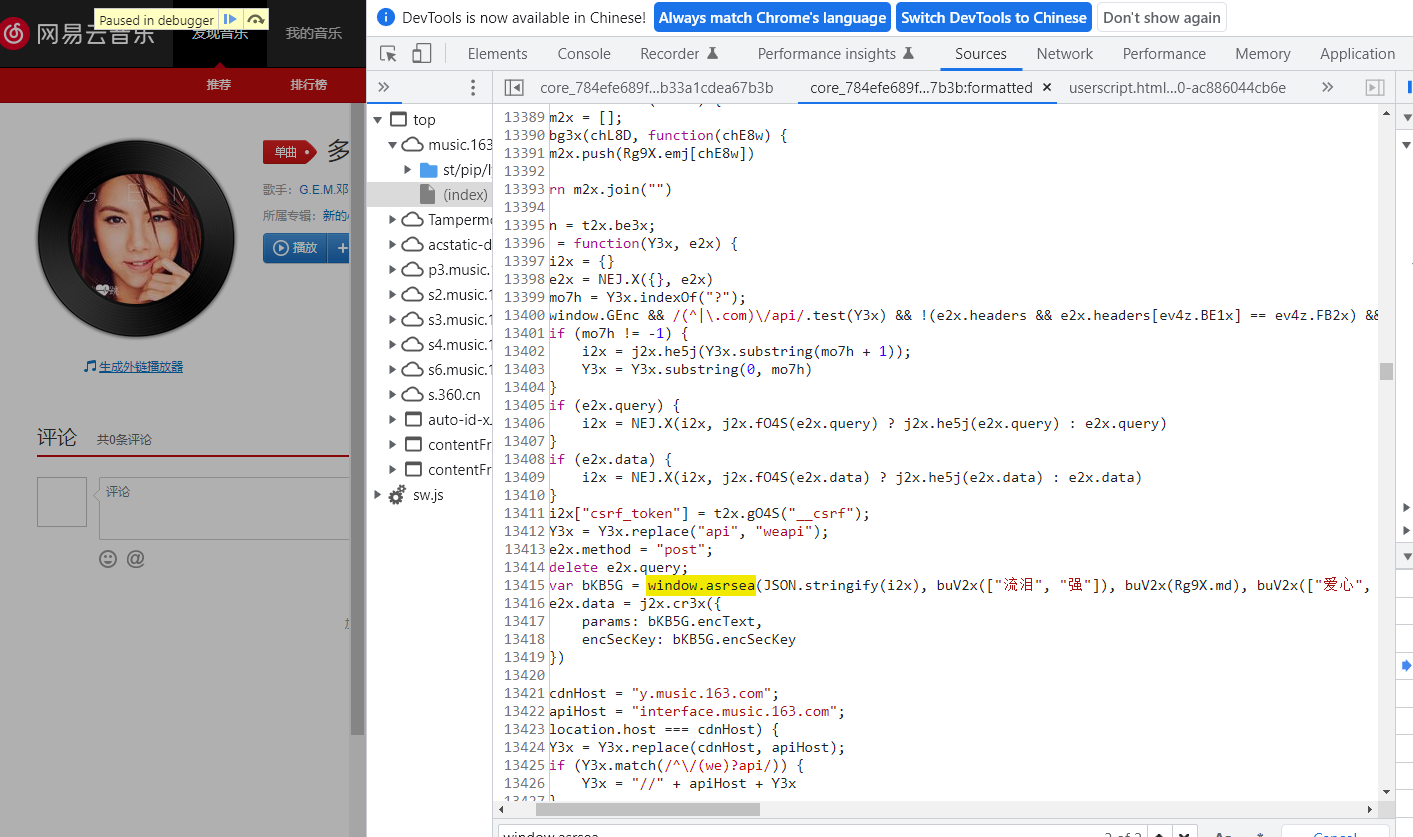 Paused in debugger
网易云音乐
发现音乐
我的音乐
推荐
排行榜
单曲
多
歌手：G.E.M.邓
所属专辑：新的
播放
生成外链播放器
评论
共0条评论
评论
DevTools is now available in Chinese!
Always match Chrome's language
Switch DevTools to Chinese
Don't show again
Elements
Console
Recorder
Performance insights
Sources
Network
Performance
Memory
Application
core_784efe689f...b33a1cdea67b3b
core_784efe689f...7b3b:formatted ×
userscript.html...0-ac886044cb6e
top
music.163
st/pip/
(index)
Tamperm
acstatic-d
p3.music.
s2.music.1
s3.music.1
s4.music.1
s6.music.1
s.360.cn
auto-id-x
contentFr
contentFr
sw.js
13389 m2x = [];
13390 bg3x(chL8D, function(chE8w) {
13391 m2x.push(Rg9X.emj[chE8w])
13392
13393 rn m2x.join("")
13394
13395 n = t2x.be3x;
13396 = function(Y3x, e2x) {
13397 i2x = {}
13398 e2x = NEJ.X({}, e2x)
13399 mo7h = Y3x.indexOf("?");
13400 window.GEnc && /(^|\.com)\/api/.test(Y3x) && !(e2x.headers && e2x.headers[ev4z.BE1x] == ev4z.FB2x) &&
13401 if (mo7h != -1) {
13402 i2x = j2x.he5j(Y3x.substring(mo7h + 1));
13403 Y3x = Y3x.substring(0, mo7h)
13404 }
13405 if (e2x.query) {
13406 i2x = NEJ.X(i2x, j2x.fO4S(e2x.query) ? j2x.he5j(e2x.query) : e2x.query)
13407 }
13408 if (e2x.data) {
13409 i2x = NEJ.X(i2x, j2x.fO4S(e2x.data) ? j2x.he5j(e2x.data) : e2x.data)
13410 }
13411 i2x["csrf_token"] = t2x.gO4S("__csrf");
13412 Y3x = Y3x.replace("api", "weapi");
13413 e2x.method = "post";
13414 delete e2x.query;
13415 var bKB5G = window.asrsea(JSON.stringify(i2x), buV2x(["流泪", "强"]), buV2x(Rg9X.md), buV2x(["爱心",
13416 e2x.data = j2x.cr3x({
13417 params: bKB5G.encText,
13418 encSecKey: bKB5G.encSecKey
13419 })
13420
13421 cdnHost = "y.music.163.com";
13422 apiHost = "interface.music.163.com";
13423 location.host === cdnHost) {
13424 Y3x = Y3x.replace(cdnHost, apiHost);
13425 if (Y3x.match(/^\/(we)?api/)) {
13426 Y3x = "//" + apiHost + Y3x
13427 }
window.asrsea
Cancel